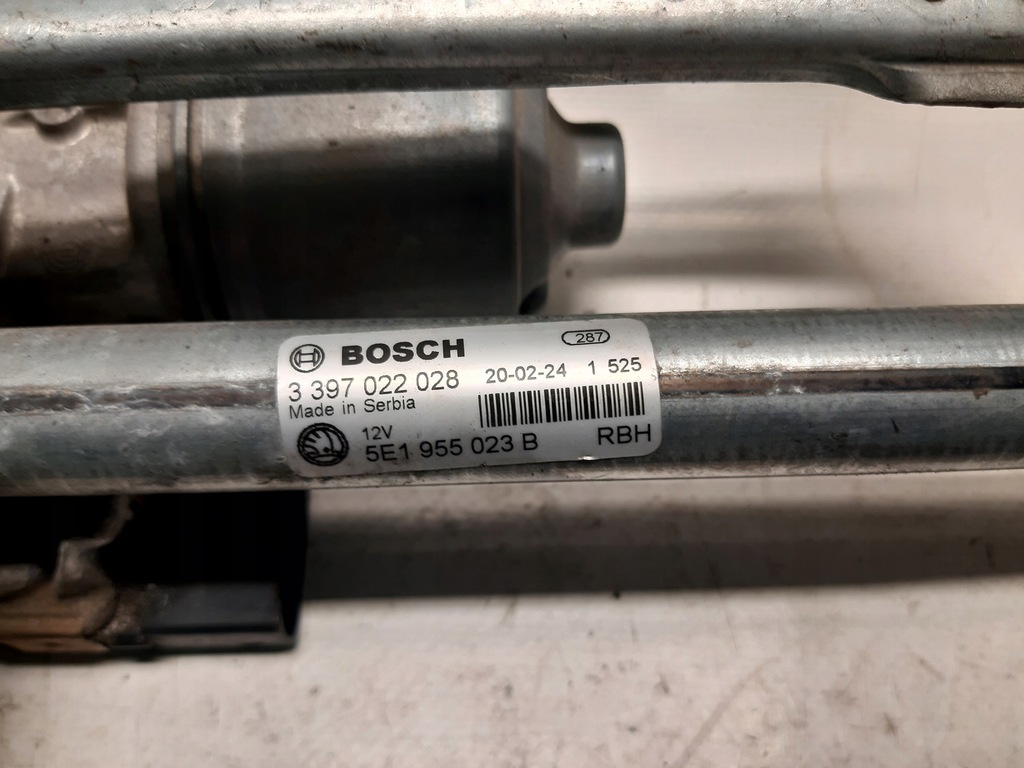 BOSCH
287
3 397 022 028
20-02-24 1 525
Made in Serbia
12V
5E1 955 023 B
RBH